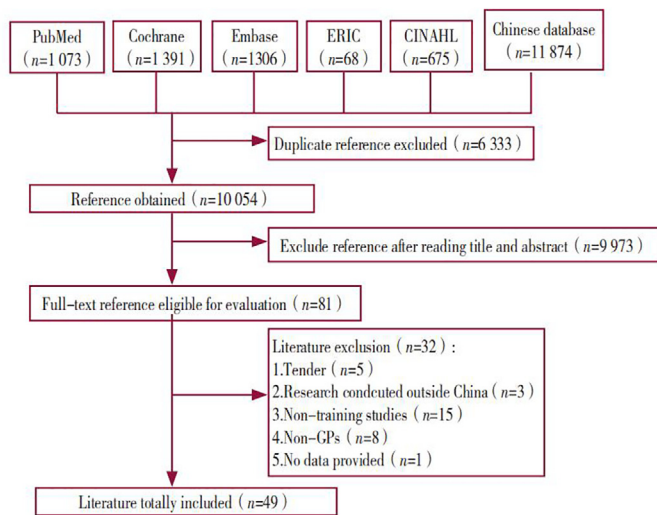 PubMed
(n=1 073)
Cochrane
(n=1 391)
Embase
(n=1306)
ERIC
(n=68)
CINAHL
(n=675)
Chinese database
(n=11 874)
Duplicate reference excluded (n=6 333)
Reference obtained (n=10 054)
Exclude reference after reading title and abstract (n=9 973)
Full-text reference eligible for evaluation (n=81)
Literature exclusion (n=32) :
1.Tender (n=5)
2.Research condcuted outside China (n=3)
3.Non-training studies (n=15)
4.Non-GPs (n=8)
5.No data provided (n=1)
Literature totally included (n=49)